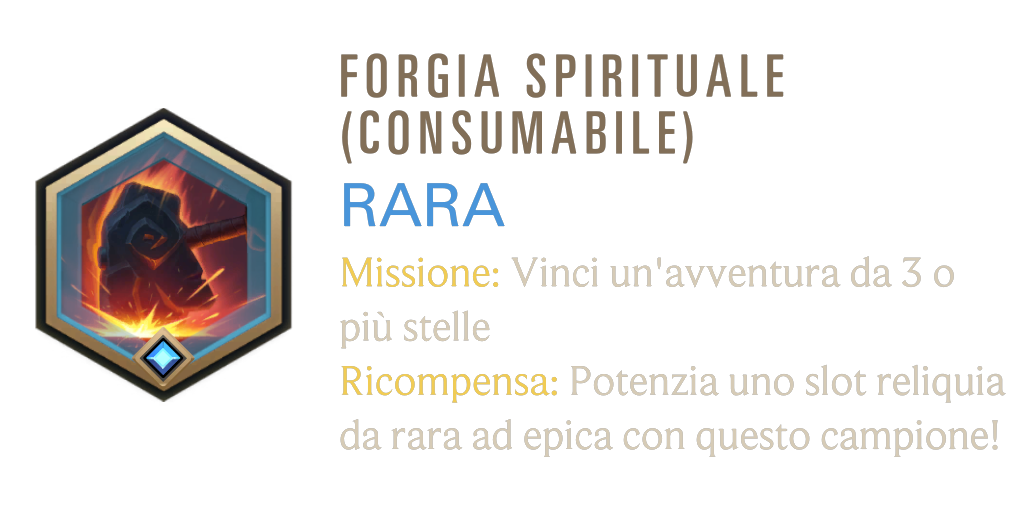 FORGIA SPIRITUALE
(CONSUMABILE)
RARA
Missione: Vinci un'avventura da 3 o
più stelle
Ricompensa: Potenzia uno slot reliquia
da rara ad epica con questo campione!